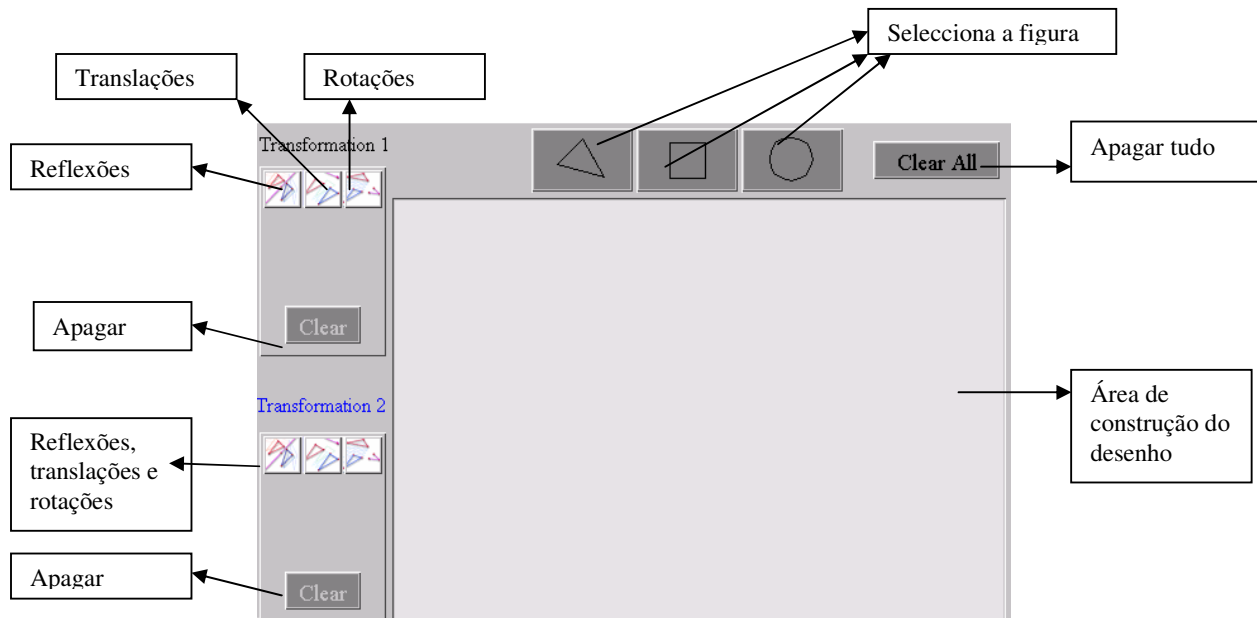 Selecciona a figura
Translações
Rotações
Transformation 1
Reflexões
Clear All
Apagar tudo
Apagar
Clear
Transformation 2
Área de
construção do
desenho
Reflexões,
translações e
rotações
Apagar
Clear